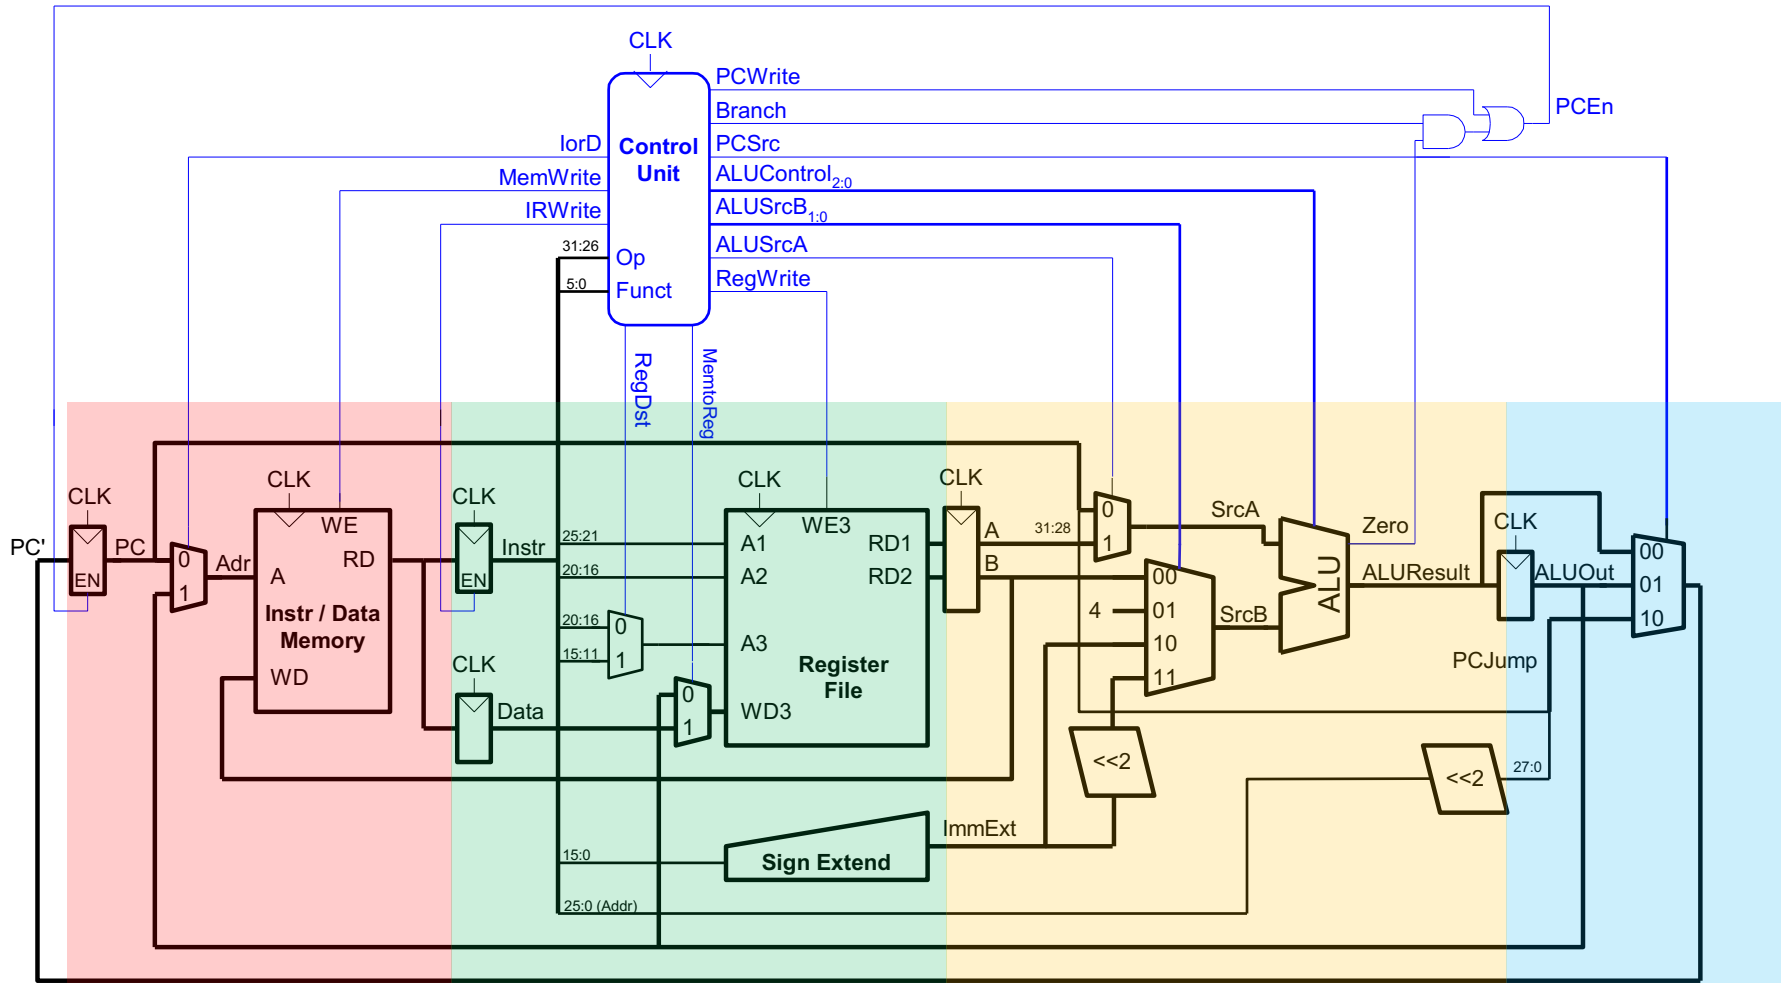 CLK
PCWrite
Branch
PCEn
IorD
Control
Unit
PCSrc
MemWrite
ALUControl2:0
IRWrite
ALUSrcB1:0
31:26
Op
ALUSrcA
5:0
Funct
RegWrite
RegDst
MemtoReg
CLK
CLK
CLK
CLK
CLK
CLK
PC'
EN
PC
0
1
Adr
WE
A
RD
Instr / Data
Memory
WD
EN
Instr
25:21
20:16
20:16
15:11
0
1
CLK
Data
0
1
WE3
A1
RD1
A2
RD2
A3
Register
File
WD3
A
B
31:28
0
1
SrcA
00
4
01
10
11
SrcB
ALU
Zero
ALUResult
ALUOut
00
01
10
PCJump
<<2
<<2
27:0
ImmExt
15:0
Sign Extend
25:0 (Addr)